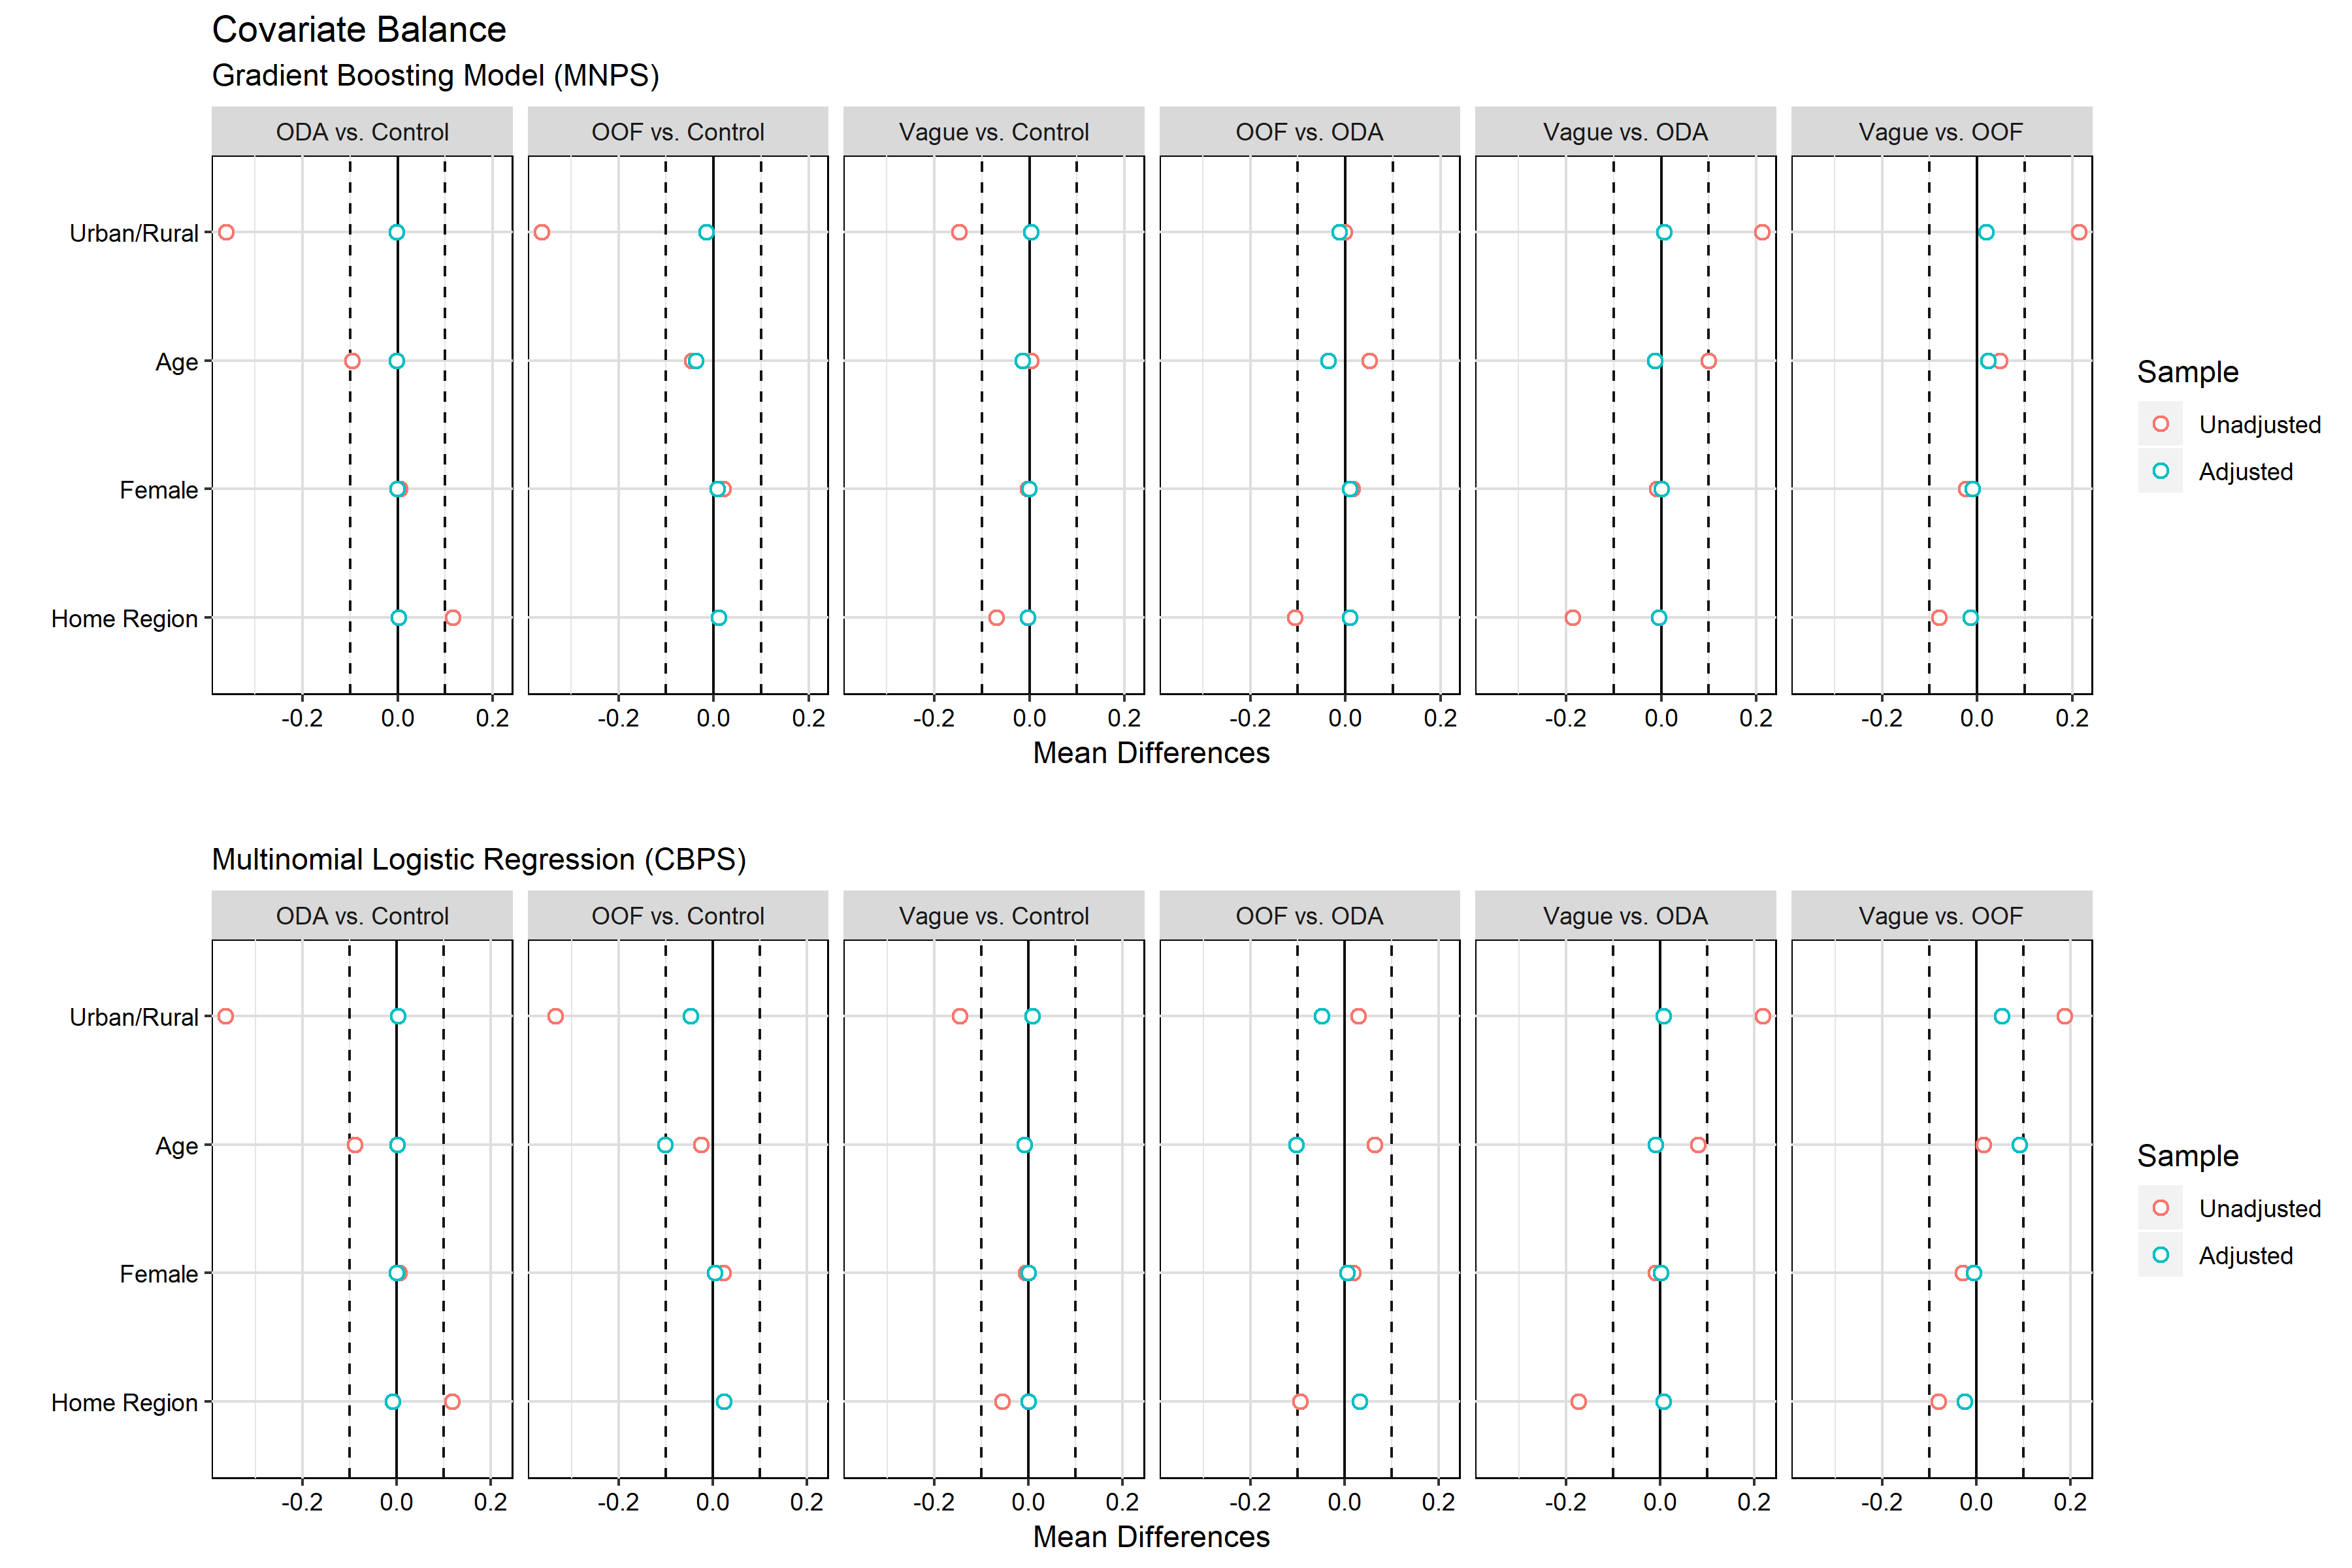 Covariate Balance
Gradient Boosting Model (MNPS)
ODA vs. Control OOF vs. Control Vague vs. Control OOF vs. ODA Vague vs. ODA Vague vs. OOF
Urban/Rural
Age
Female
Home Region
-0.2 0.0 0.2 -0.2 0.0 0.2 -0.2 0.0 0.2 -0.2 0.0 0.2 -0.2 0.0 0.2 -0.2 0.0 0.2
Mean Differences
Sample
Unadjusted
Adjusted
Multinomial Logistic Regression (CBPS)
ODA vs. Control OOF vs. Control Vague vs. Control OOF vs. ODA Vague vs. ODA Vague vs. OOF
Urban/Rural
Age
Female
Home Region
-0.2 0.0 0.2 -0.2 0.0 0.2 -0.2 0.0 0.2 -0.2 0.0 0.2 -0.2 0.0 0.2 -0.2 0.0 0.2
Mean Differences
Sample
Unadjusted
Adjusted